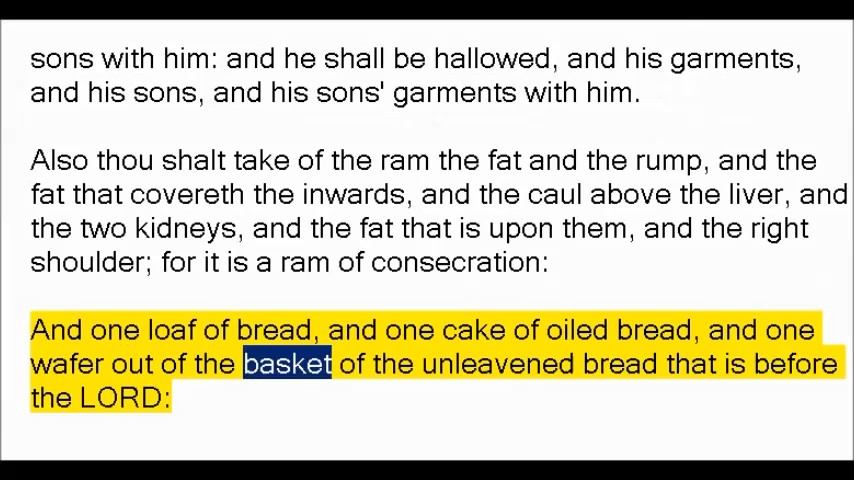 sons with him: and he shall be hallowed, and his garments,
and his sons, and his sons' garments with him.
Also thou shalt take of the ram the fat and the rump, and the
fat that covereth the inwards, and the caul above the liver, and
the two kidneys, and the fat that is upon them, and the right
shoulder; for it is a ram of consecration:
And one loaf of bread, and one cake of oiled bread, and one
wafer out of the basket of the unleavened bread that is before
the LORD: